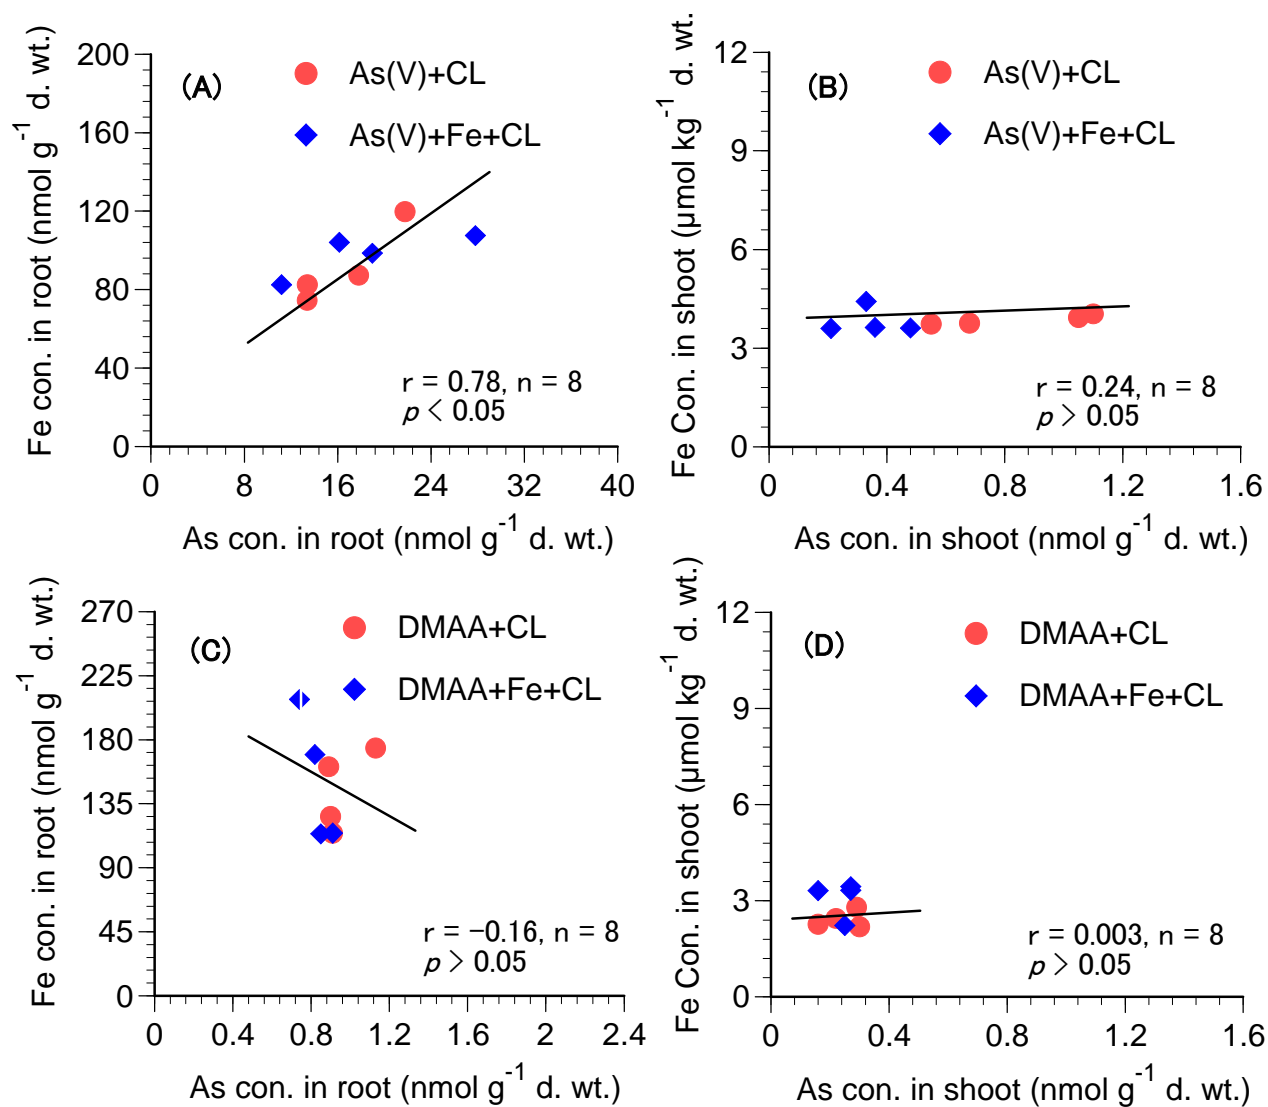 Fe con. in root (nmol g⁻¹ d. wt.)
200
160
120
80
40
0
(A)
As(V)+CL
As(V)+Fe+CL
r = 0.78, n = 8
p < 0.05
0 8 16 24 32 40
As con. in root (nmol g⁻¹ d. wt.)
Fe Con. in shoot (μmol kg⁻¹ d. wt.
12
9
6
3
0
(B)
As(V)+CL
As(V)+Fe+CL
r = 0.24, n = 8
p > 0.05
0 0.4 0.8 1.2 1.6
As con. in shoot (nmol g⁻¹ d. wt.)
Fe con. in root (nmol g⁻¹ d. wt.)
270
225
180
135
90
45
0
(C)
DMAA+CL
DMAA+Fe+CL
r = −0.16, n = 8
p > 0.05
0 0.4 0.8 1.2 1.6 2 2.4
As con. in root (nmol g⁻¹ d. wt.)
Fe Con. in shoot (μmol kg⁻¹ d. wt.)
12
9
6
3
0
(D)
DMAA+CL
DMAA+Fe+CL
r = 0.003, n = 8
p > 0.05
0 0.4 0.8 1.2 1.6
As con. in shoot (nmol g⁻¹ d. wt.)